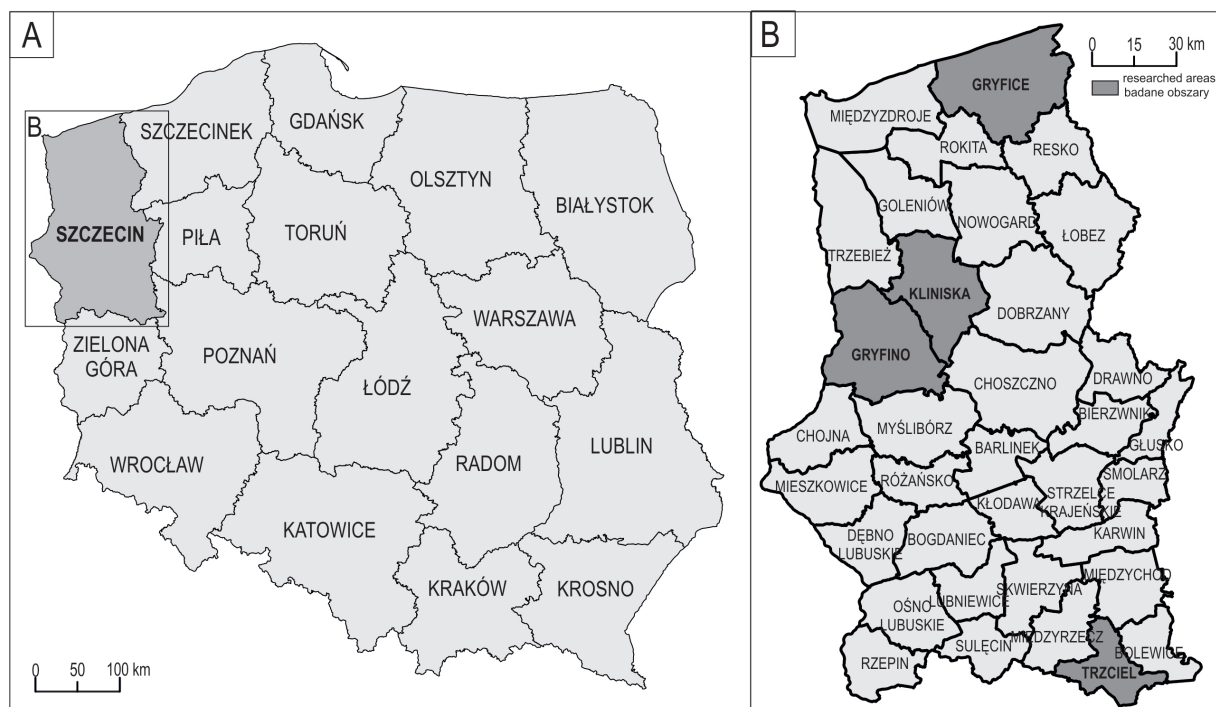 A
B
SZCZECINEK
GDAŃSK
OLSZTYN
BIAŁYSTOK
SZCZECIN
PIŁA
TORUŃ
WARSZAWA
ZIELONA
GÓRA
POZNAŃ
ŁÓDŹ
LUBLIN
WROCŁAW
RADOM
KATOWICE
KRAKÓW
KROSNO
0 50 100 km
B
0 15 30 km
researched areas
badane obszary
GRYFICE
MIĘDZYZDROJE
ROKITA
RESKO
GOLENIÓW
NOWOGARD
ŁOBEZ
TRZEBIEŻ
KLINISKA
DOBRZANY
GRYFINO
CHOSZCZNO
DRAWNO
BIERZWNIK
CHOJNA
MYŚLIBÓRZ
BARLINEK
GŁUSKO
MIESZKOWICE
RÓŻAŃSKO
SMOLARZ
KŁODAWA
STRZELCE
KRAJEŃSKIE
DĘBNO
LUBUSKIE
BOGDANIEC
KARWIN
MIĘDZYCHÓD
SKWIERZYNA
OŚNO
LUBUSKIE
LUBNIEWICE
MIĘDZYRZECZ
SULĘCIN
BOLEWICE
RZEPIN
TRZCIEL